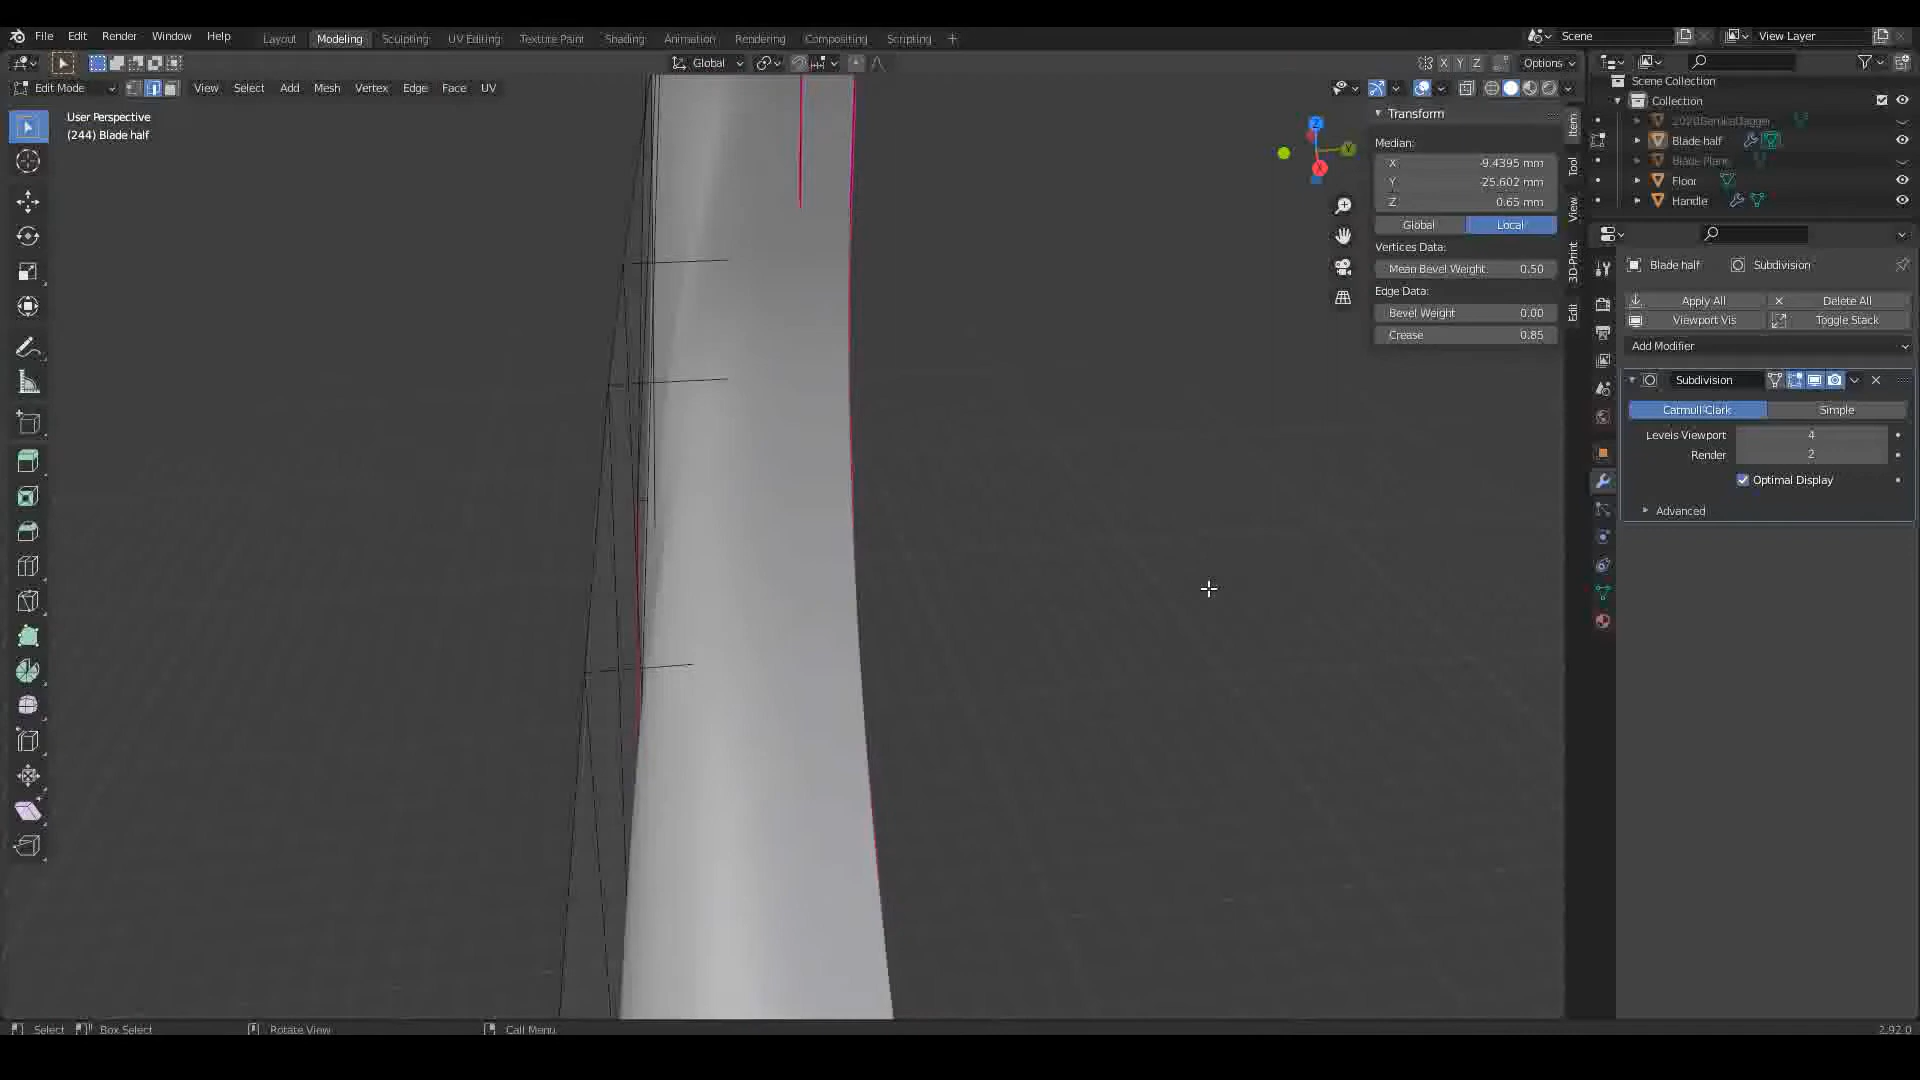 File Edit Render Window Help
Layout Modeling Sculpting UV Editing Texture Paint Shading Animation Rendering Compositing Scripting +
Scene
View Layer
Global
X Y Z
Options
Edit Mode
View Select Add Mesh Vertex Edge Face UV
User Perspective
(244) Blade half
Z
Y
X
Transform
Median:
X -9.4395 mm
Y -25.602 mm
Z 0.65 mm
Global Local
Vertices Data:
Mean Bevel Weight: 0.50
Edge Data:
Bevel Weight 0.00
Crease 0.85
Item
Tool
View
3D-Print
Edit
Scene Collection
Collection
Blade half
Blade Plane
Floor
Handle
Blade half Subdivision
Apply All Delete All
Viewport Vis Toggle Stack
Add Modifier
Subdivision
Catmull-Clark Simple
Levels Viewport 4
Render 2
Optimal Display
Advanced
Select Box Select Rotate View Call Menu
2.92.0